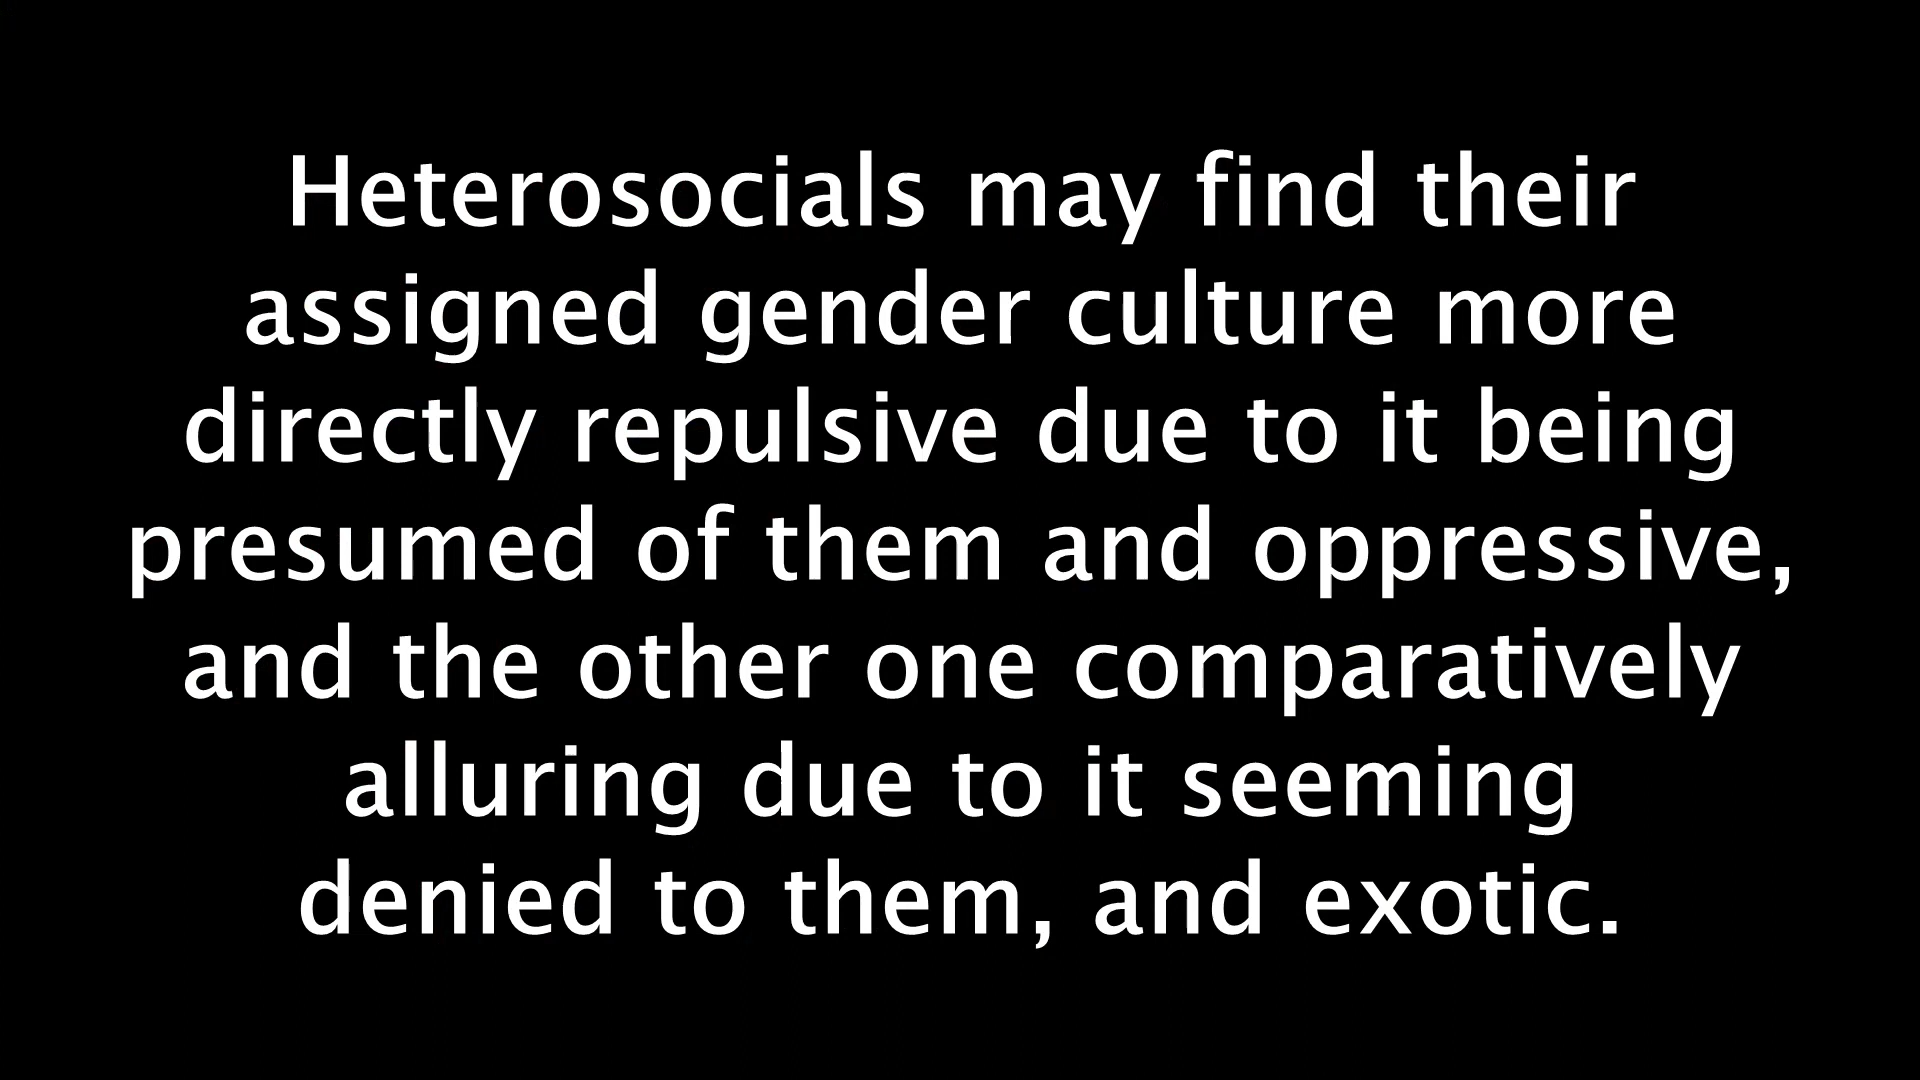 Heterosocials may find their
assigned gender culture more
directly repulsive due to it being
presumed of them and oppressive,
and the other one comparatively
alluring due to it seeming
denied to them, and exotic.